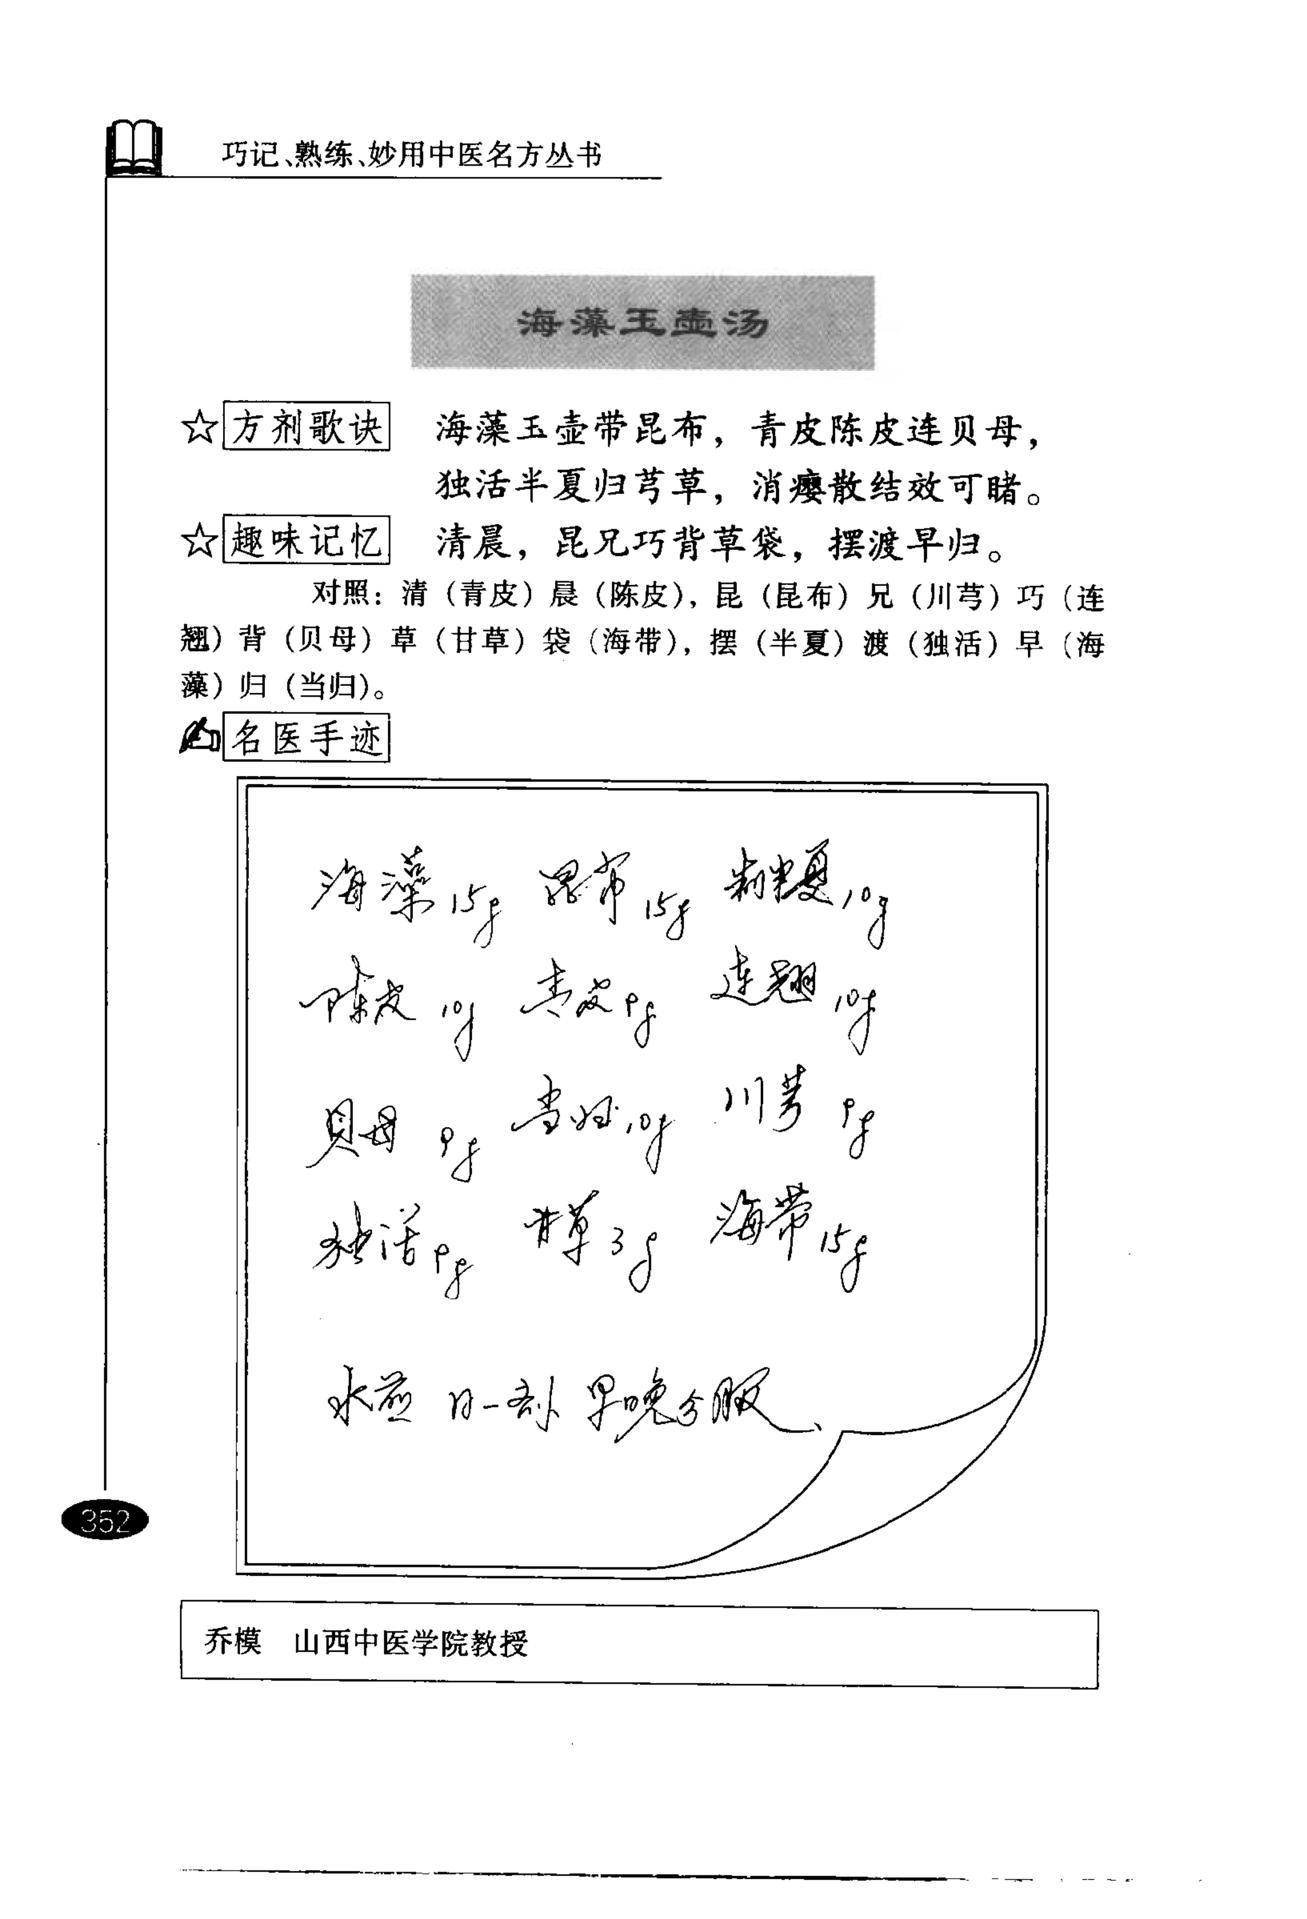 巧记、熟练、妙用中医名方丛书
海藻玉壶汤
☆方剂歌诀 海藻玉壶带昆布，青皮陈皮连贝母，
独活半夏归芎草，消瘿散结效可睹。
☆趣味记忆 清晨，昆兄巧背草袋，摆渡早归。
对照：清（青皮）晨（陈皮），昆（昆布）兄（川芎）巧（连
翘）背（贝母）草（甘草）袋（海带），摆（半夏）渡（独活）早（海
藻）归（当归）。
名医手迹
海藻15g 昆布15g 制半夏10g
陈皮10g 青皮9g 连翘10g
贝母9g 当归10g 川芎9g
独活9g 甘草3g 海带15g
水煎 日一剂 早晚分服、
352
乔模 山西中医学院教授